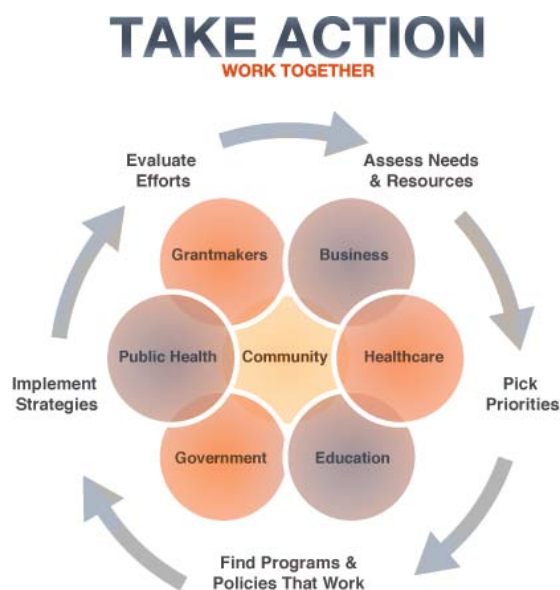 TAKE ACTION
WORK TOGETHER
Evaluate
Efforts
Assess Needs
& Resources
Grantmakers
Business
Public Health
Community
Healthcare
Implement
Strategies
Pick
Priorities
Government
Education
Find Programs &
Policies That Work